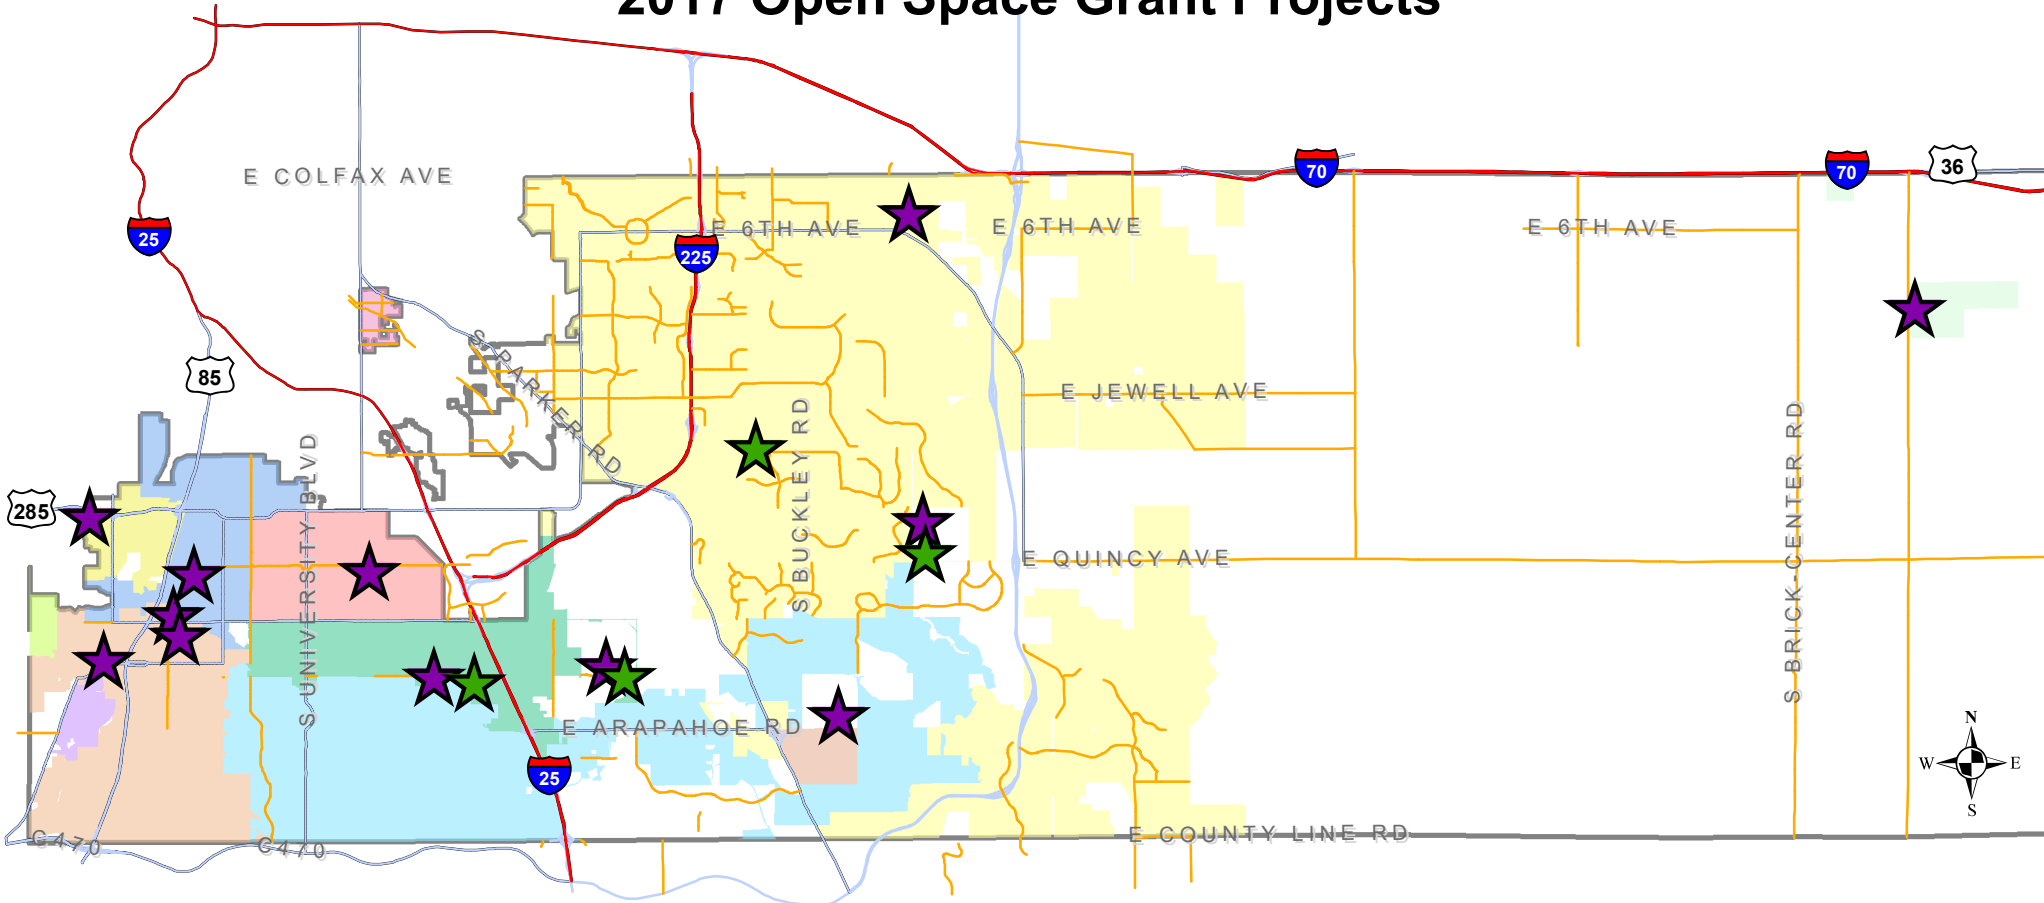 2017 Open Space Grant Projects
E COLFAX AVE
70
70
36
25
E 6TH AVE
E 6TH AVE
E 6TH AVE
225
S PARKER RD
85
E JEWELL AVE
S UNIVERSITY BLVD
S BUCKLEY RD
S BRICK-CENTER RD
285
E QUINCY AVE
E ARAPAHOE RD
25
N
W
E
S
C470
C470
E COUNTY LINE RD